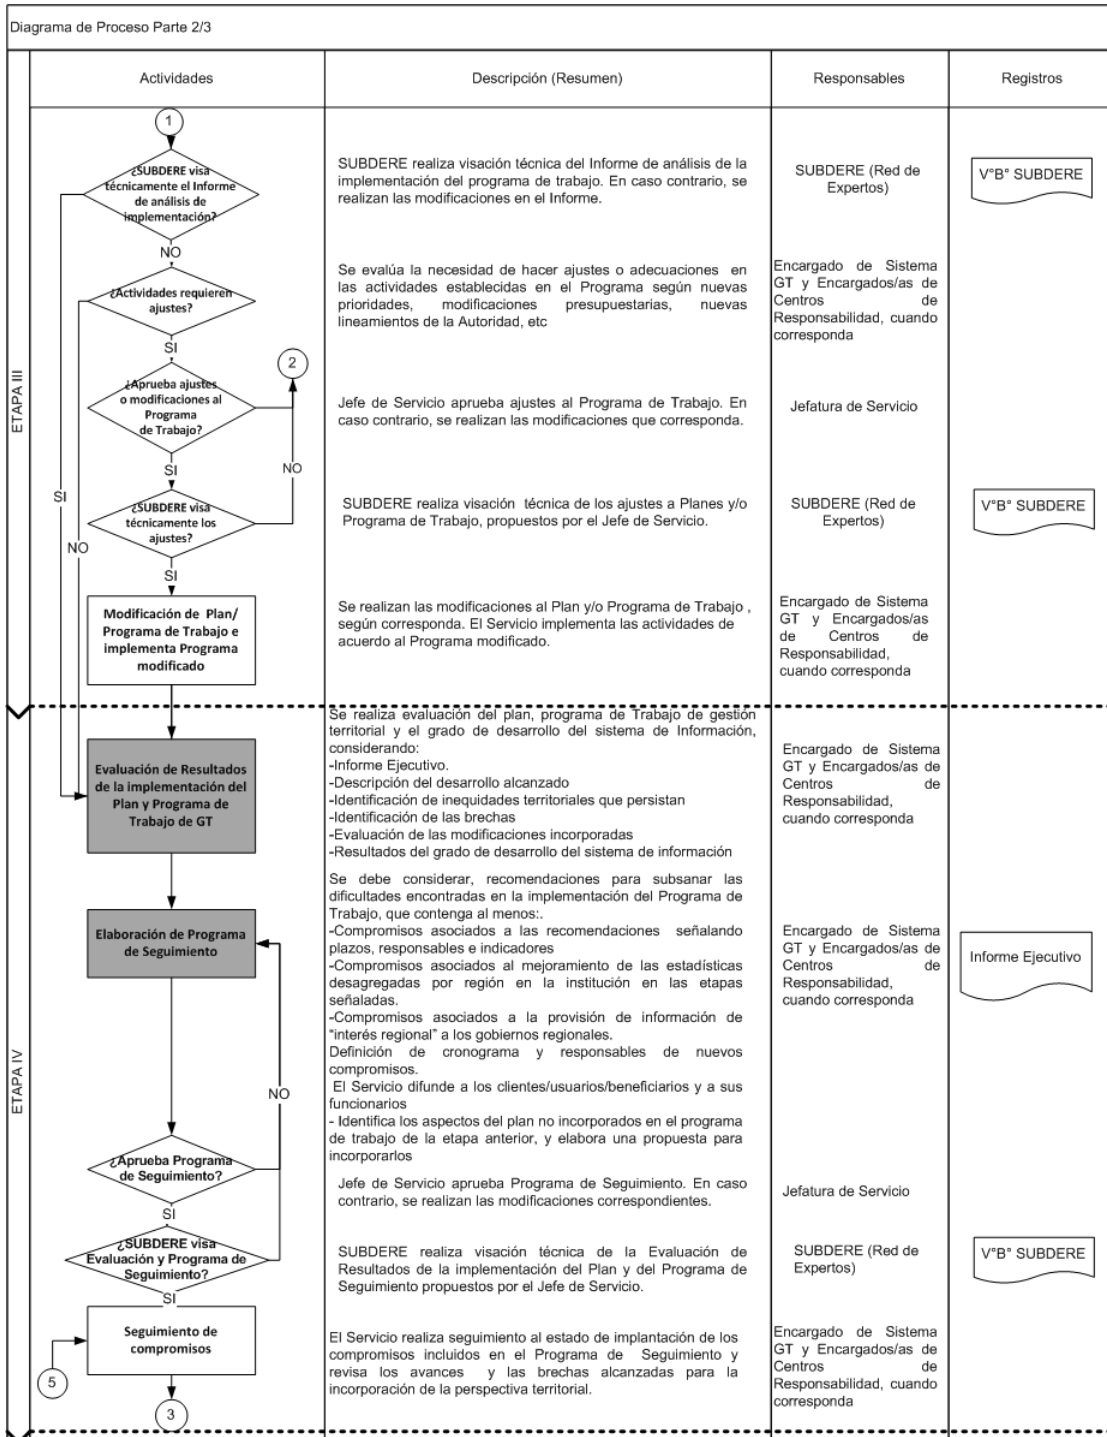 Diagrama de Proceso Parte 2/3
Actividades
Descripción (Resumen)
Responsables
Registros
ETAPA III
1
¿SUBDERE visa
técnicamente el Informe
de análisis de
implementación?
SUBDERE realiza visación técnica del Informe de análisis de la
implementación del programa de trabajo. En caso contrario, se
realizan las modificaciones en el Informe.
SUBDERE (Red de
Expertos)
V°B° SUBDERE
NO
¿Actividades requieren
ajustes?
Se evalúa la necesidad de hacer ajustes o adecuaciones en
las actividades establecidas en el Programa según nuevas
prioridades, modificaciones presupuestarias, nuevas
lineamientos de la Autoridad, etc
Encargado de Sistema
GT y Encargados/as de
Centros de
Responsabilidad, cuando
corresponda
SI
2
¿Aprueba ajustes
o modificaciones al
Programa
de Trabajo?
Jefe de Servicio aprueba ajustes al Programa de Trabajo. En
caso contrario, se realizan las modificaciones que corresponda.
Jefatura de Servicio
SI
NO
SI
¿SUBDERE visa
técnicamente los
ajustes?
SUBDERE realiza visación técnica de los ajustes a Planes y/o
Programa de Trabajo, propuestos por el Jefe de Servicio.
SUBDERE (Red de
Expertos)
V°B° SUBDERE
NO
SI
Modificación de Plan/
Programa de Trabajo e
implementa Programa
modificado
Se realizan las modificaciones al Plan y/o Programa de Trabajo ,
según corresponda. El Servicio implementa las actividades de
acuerdo al Programa modificado.
Encargado de Sistema
GT y Encargados/as
de Centros de
Responsabilidad,
cuando corresponda
ETAPA IV
Evaluación de Resultados
de la implementación del
Plan y Programa de
Trabajo de GT
Se realiza evaluación del plan, programa de Trabajo de gestión
territorial y el grado de desarrollo del sistema de Información,
considerando:
-Informe Ejecutivo.
-Descripción del desarrollo alcanzado
-Identificación de inequidades territoriales que persistan
-Identificación de las brechas
-Evaluación de las modificaciones incorporadas
-Resultados del grado de desarrollo del sistema de información
Encargado de Sistema
GT y Encargados/as de
Centros de
Responsabilidad,
cuando corresponda
Elaboración de Programa
de Seguimiento
Se debe considerar, recomendaciones para subsanar las
dificultades encontradas en la implementación del Programa de
Trabajo, que contenga al menos:.
-Compromisos asociados a las recomendaciones señalando
plazos, responsables e indicadores
-Compromisos asociados al mejoramiento de las estadísticas
desagregadas por región en la institución en las etapas
señaladas.
-Compromisos asociados a la provisión de información de
"interés regional" a los gobiernos regionales.
Definición de cronograma y responsables de nuevos
compromisos.
El Servicio difunde a los clientes/usuarios/beneficiarios y a sus
funcionarios
- Identifica los aspectos del plan no incorporados en el programa
de trabajo de la etapa anterior, y elabora una propuesta para
incorporarlos
Encargado de Sistema
GT y Encargados/as de
Centros de
Responsabilidad,
cuando corresponda
Informe Ejecutivo
NO
¿Aprueba Programa
de Seguimiento?
Jefe de Servicio aprueba Programa de Seguimiento. En caso
contrario, se realizan las modificaciones correspondientes.
Jefatura de Servicio
SI
¿SUBDERE visa
Evaluación y Programa de
Seguimiento?
SUBDERE realiza visación técnica de la Evaluación de
Resultados de la implementación del Plan y del Programa de
Seguimiento propuestos por el Jefe de Servicio.
SUBDERE (Red de
Expertos)
V°B° SUBDERE
SI
Seguimiento de
compromisos
El Servicio realiza seguimiento al estado de implantación de los
compromisos incluidos en el Programa de Seguimiento y
revisa los avances y las brechas alcanzadas para la
incorporación de la perspectiva territorial.
Encargado de Sistema
GT y Encargados/as de
Centros de
Responsabilidad, cuando
corresponda
5
3